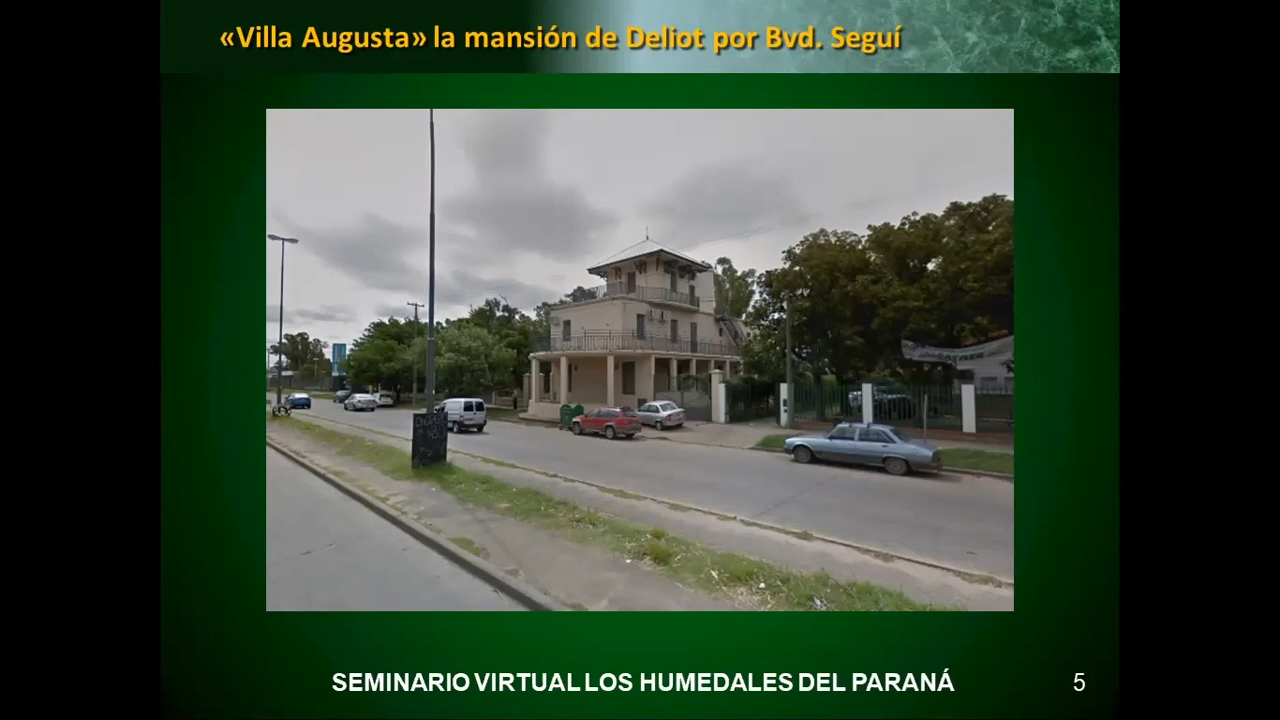 «Villa Augusta» la mansión de Deliot por Bvd. Seguí
SEMINARIO VIRTUAL LOS HUMEDALES DEL PARANÁ
5